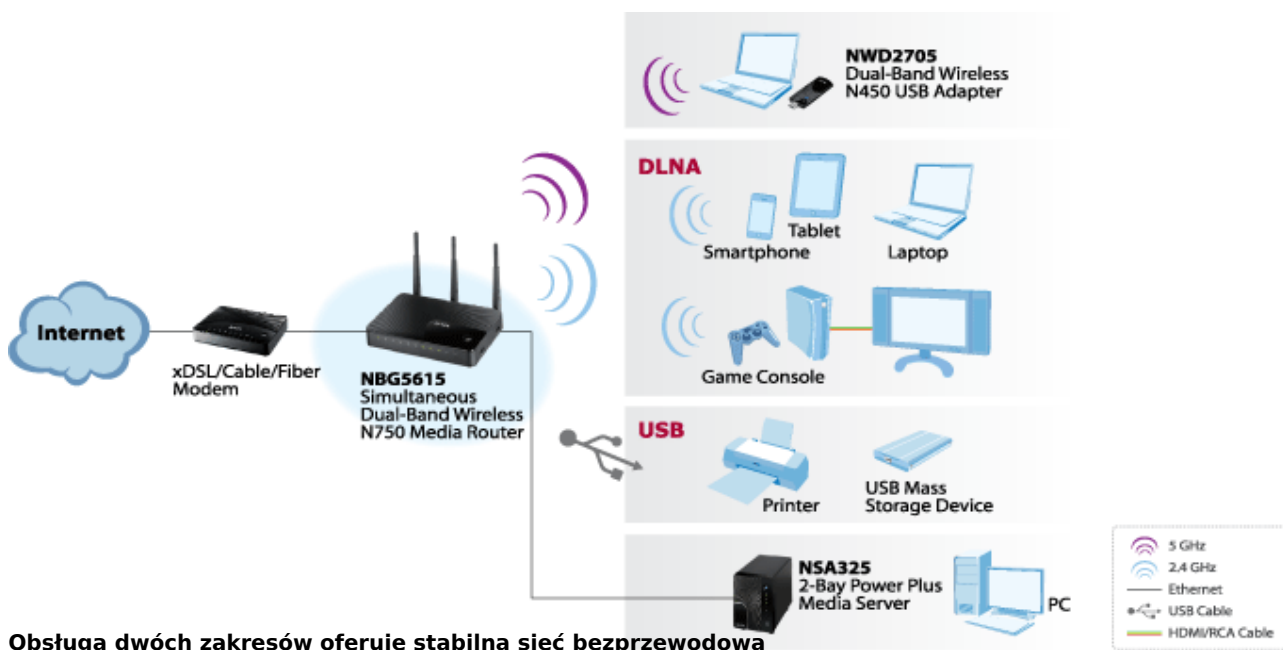 NWD2705
Dual-Band Wireless
N450 USB Adapter
DLNA
Tablet
Smartphone
Laptop
Internet
xDSL/Cable/Fiber
Modem
NBG5615
Simultaneous
Dual-Band Wireless
N750 Media Router
Game Console
USB
Printer
USB Mass
Storage Device
NSA325
2-Bay Power Plus
Media Server
PC
5 GHz
2.4 GHz
Ethernet
USB Cable
HDMI/RCA Cable
Obsługa dwóch zakresów oferuje stabilną sieć bezprzewodową